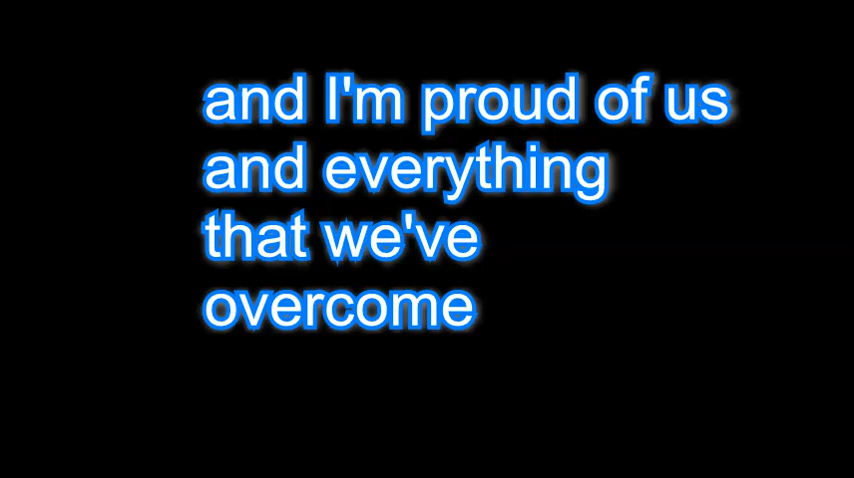 and I'm proud of us
and everything
that we've
overcome